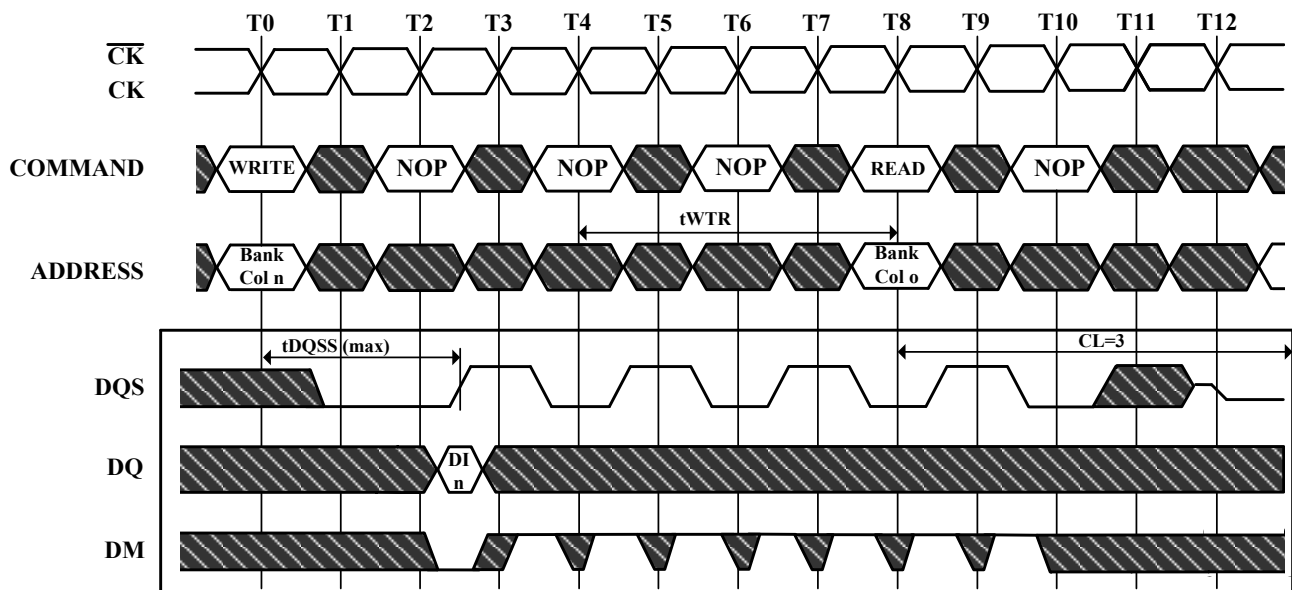 T0 T1 T2 T3 T4 T5 T6 T7 T8 T9 T10 T11 T12
CK
CK
COMMAND WRITE NOP NOP NOP READ NOP
tWTR
ADDRESS Bank Col n Bank Col o
tDQSS (max) CL=3
DQS
DQ DI n
DM